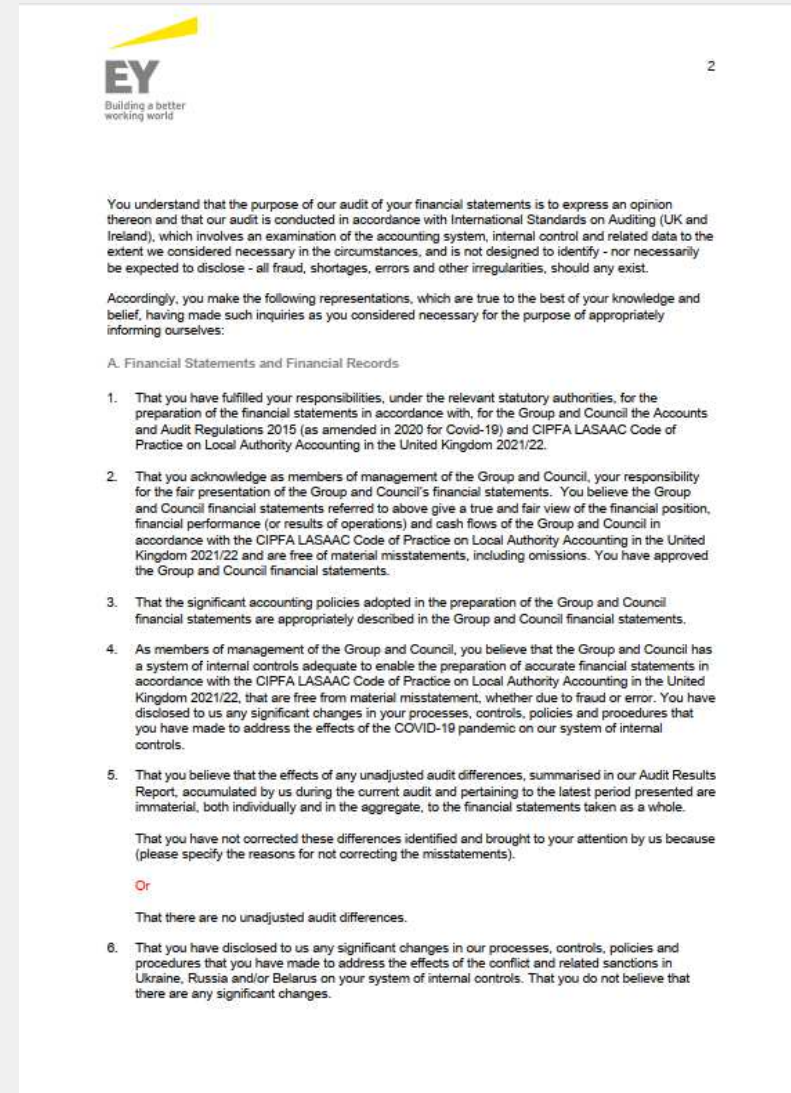 EY
Building a better
working world
2
You understand that the purpose of our audit of your financial statements is to express an opinion
thereon and that our audit is conducted in accordance with International Standards on Auditing (UK and
Ireland), which involves an examination of the accounting system, internal control and related data to the
extent we considered necessary in the circumstances, and is not designed to identify - nor necessarily
be expected to disclose - all fraud, shortages, errors and other irregularities, should any exist.
Accordingly, you make the following representations, which are true to the best of your knowledge and
belief, having made such inquiries as you considered necessary for the purpose of appropriately
informing ourselves:
A. Financial Statements and Financial Records
1. That you have fulfilled your responsibilities, under the relevant statutory authorities, for the
preparation of the financial statements in accordance with, for the Group and Council the Accounts
and Audit Regulations 2015 (as amended in 2020 for Covid-19) and CIPFA LASAAC Code of
Practice on Local Authority Accounting in the United Kingdom 2021/22.
2. That you acknowledge as members of management of the Group and Council, your responsibility
for the fair presentation of the Group and Council's financial statements. You believe the Group
and Council financial statements referred to above give a true and fair view of the financial position,
financial performance (or results of operations) and cash flows of the Group and Council in
accordance with the CIPFA LASAAC Code of Practice on Local Authority Accounting in the United
Kingdom 2021/22 and are free of material misstatements, including omissions. You have approved
the Group and Council financial statements.
3. That the significant accounting policies adopted in the preparation of the Group and Council
financial statements are appropriately described in the Group and Council financial statements.
4. As members of management of the Group and Council, you believe that the Group and Council has
a system of internal controls adequate to enable the preparation of accurate financial statements in
accordance with the CIPFA LASAAC Code of Practice on Local Authority Accounting in the United
Kingdom 2021/22, that are free from material misstatement, whether due to fraud or error. You have
disclosed to us any significant changes in your processes, controls, policies and procedures that
you have made to address the effects of the COVID-19 pandemic on our system of internal
controls.
5. That you believe that the effects of any unadjusted audit differences, summarised in our Audit Results
Report, accumulated by us during the current audit and pertaining to the latest period presented are
immaterial, both individually and in the aggregate, to the financial statements taken as a whole.
That you have not corrected these differences identified and brought to your attention by us because
(please specify the reasons for not correcting the misstatements).
Or
That there are no unadjusted audit differences.
6. That you have disclosed to us any significant changes in our processes, controls, policies and
procedures that you have made to address the effects of the conflict and related sanctions in
Ukraine, Russia and/or Belarus on your system of internal controls. That you do not believe that
there are any significant changes.